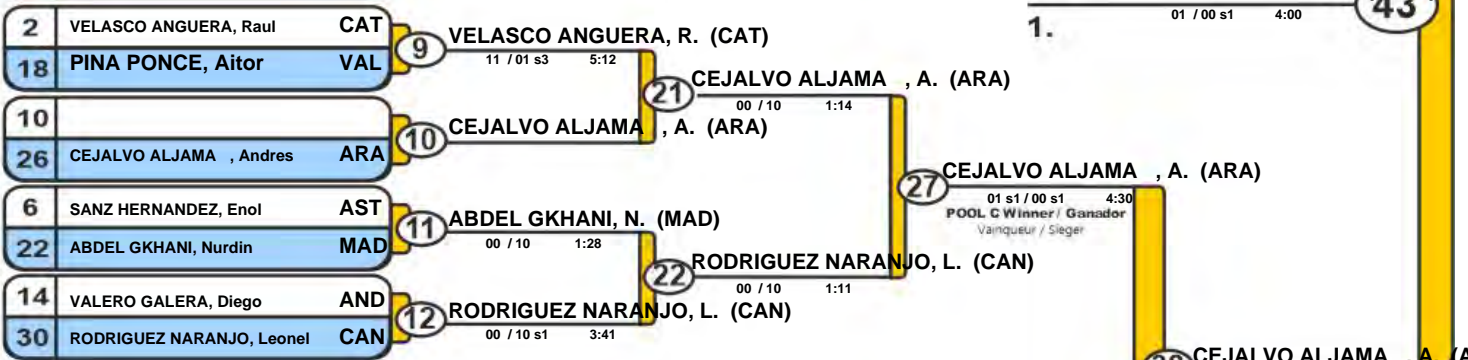 2 VELASCO ANGUERA, Raul CAT
18 PINA PONCE, Aitor VAL
9 VELASCO ANGUERA, R. (CAT)
11 / 01 s3 5:12
10
26 CEJALVO ALJAMA , Andres ARA
10 CEJALVO ALJAMA , A. (ARA)
21 CEJALVO ALJAMA , A. (ARA)
00 / 10 1:14
6 SANZ HERNANDEZ, Enol AST
22 ABDEL GKHANI, Nurdin MAD
11 ABDEL GKHANI, N. (MAD)
00 / 10 1:28
14 VALERO GALERA, Diego AND
30 RODRIGUEZ NARANJO, Leonel CAN
12 RODRIGUEZ NARANJO, L. (CAN)
00 / 10 s1 3:41
22 RODRIGUEZ NARANJO, L. (CAN)
00 / 10 1:11
27 CEJALVO ALJAMA , A. (ARA)
01 s1 / 00 s1 4:30
POOL C Winner / Ganador
Vainqueur / Sieger
01 / 00 s1 4:00
43
1.
CEJALVO ALJAMA , A. (A